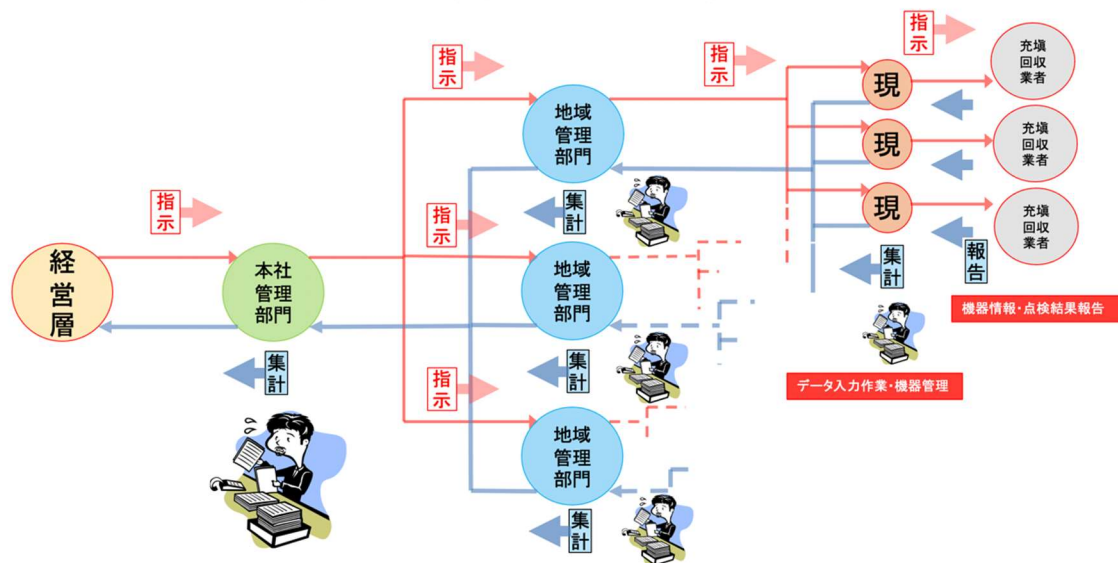 経営層
指示
本社
管理
部門
集計
指示
地域
管理
部門
集計
指示
地域
管理
部門
集計
指示
地域
管理
部門
集計
指示
現
現
現
集計
データ入力作業・機器管理
指示
充塡
回収
業者
充塡
回収
業者
充塡
回収
業者
報告
機器情報・点検結果報告